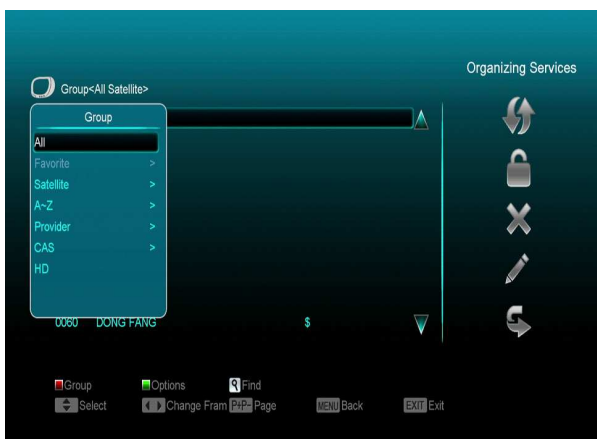 Organizing Services
Group<All Satellite>
Group
All
Favorite >
Satellite >
A~Z >
Provider >
CAS >
HD
0060 DONG FANG $
Group Options Find
Select Change Fram P+P- Page MENU Back EXIT Exit